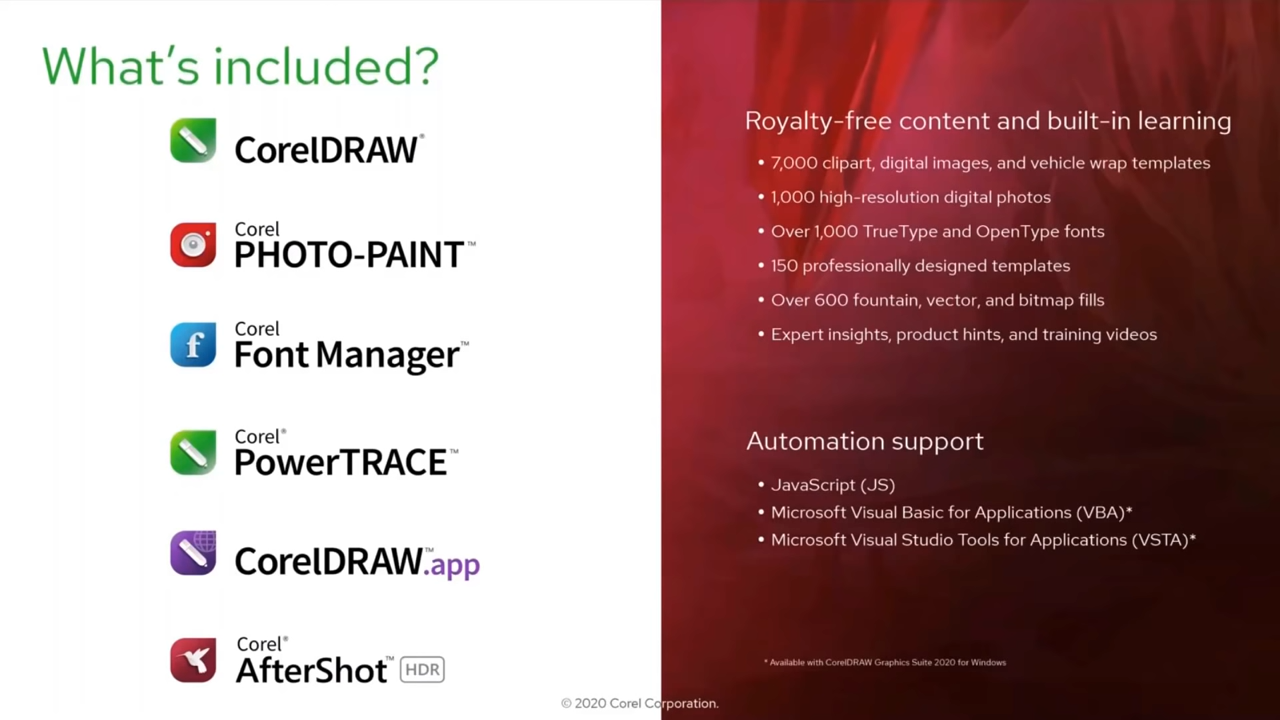 What's included?
CorelDRAW®
Corel
PHOTO-PAINT™
Corel
Font Manager™
Corel®
PowerTRACE™
CorelDRAW™.app
Corel®
AfterShot™ HDR
Royalty-free content and built-in learning
• 7,000 clipart, digital images, and vehicle wrap templates
• 1,000 high-resolution digital photos
• Over 1,000 TrueType and OpenType fonts
• 150 professionally designed templates
• Over 600 fountain, vector, and bitmap fills
• Expert insights, product hints, and training videos
Automation support
• JavaScript (JS)
• Microsoft Visual Basic for Applications (VBA)*
• Microsoft Visual Studio Tools for Applications (VSTA)*
* Available with CorelDRAW Graphics Suite 2020 for Windows
© 2020 Corel Corporation.